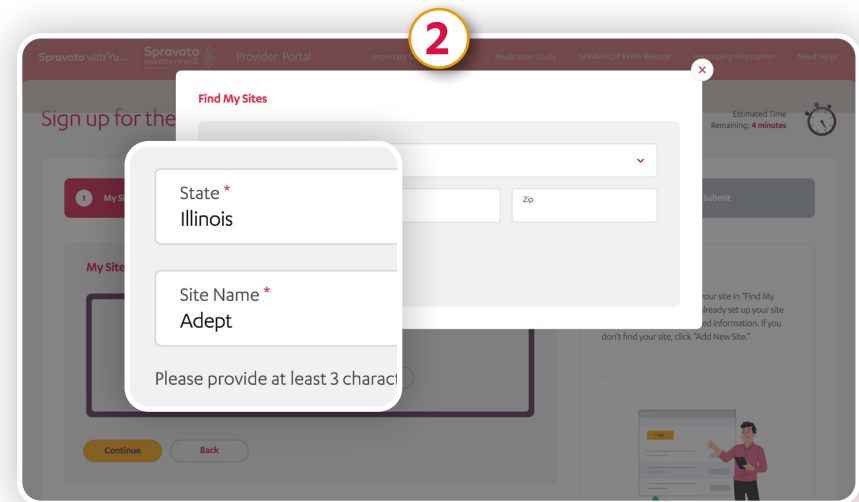 2
Spravato with Me
Spravato
Provider Portal
Important
Medication Guide
SPRAVATO® REMS Website
Prescribing Information
Need Help?
Find My Sites
Sign up for the
Estimated Time
Remaining: 4 minutes
State *
Illinois
Zip
1
Submit
Site Name *
Adept
My Site
your site in "Find My
already set up your site
ed information. If you
don't find your site, click "Add New Site."
Please provide at least 3 charact
Continue
Back